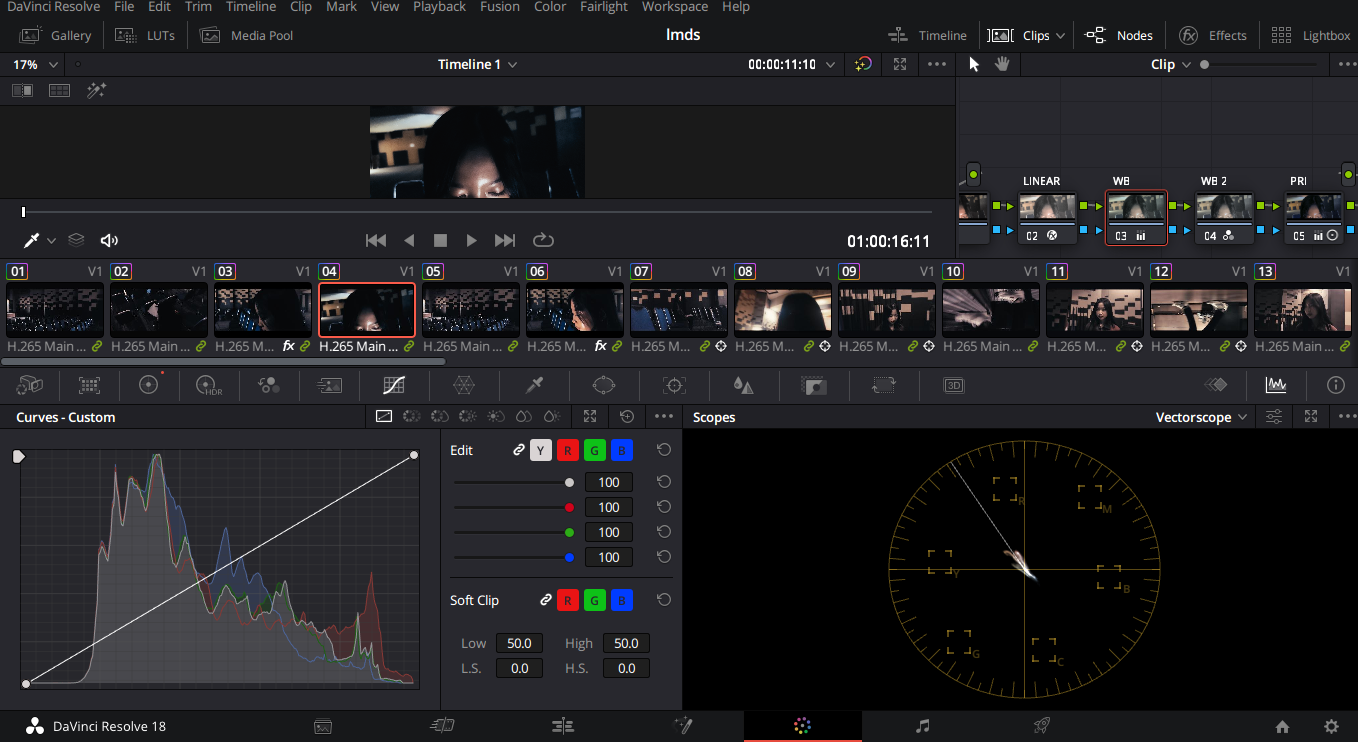 DaVinci Resolve File Edit Trim Timeline Clip Mark View Playback Fusion Color Fairlight Workspace Help
Gallery LUTs Media Pool lmds Timeline Clips Nodes Effects Lightbox
17% Timeline 1 00:00:11:10 Clip
LINEAR WB WB 2 PRI
02 03 04 05
01:00:16:11
01 V1 02 V1 03 V1 04 V1 05 V1 06 V1 07 V1 08 V1 09 V1 10 V1 11 V1 12 V1 13 V1
H.265 Main ... H.265 Main ... H.265 M... fx H.265 Main ... H.265 Main ... H.265 M... fx H.265 M... H.265 M... H.265 M... H.265 Main ... H.265 M... H.265 M... H.265 Main ...
HDR 3D
Curves - Custom Scopes Vectorscope
Edit Y R G B
100
100
100
100
Soft Clip R G B
Low 50.0 High 50.0
L.S. 0.0 H.S. 0.0
R M Y B G C
DaVinci Resolve 18